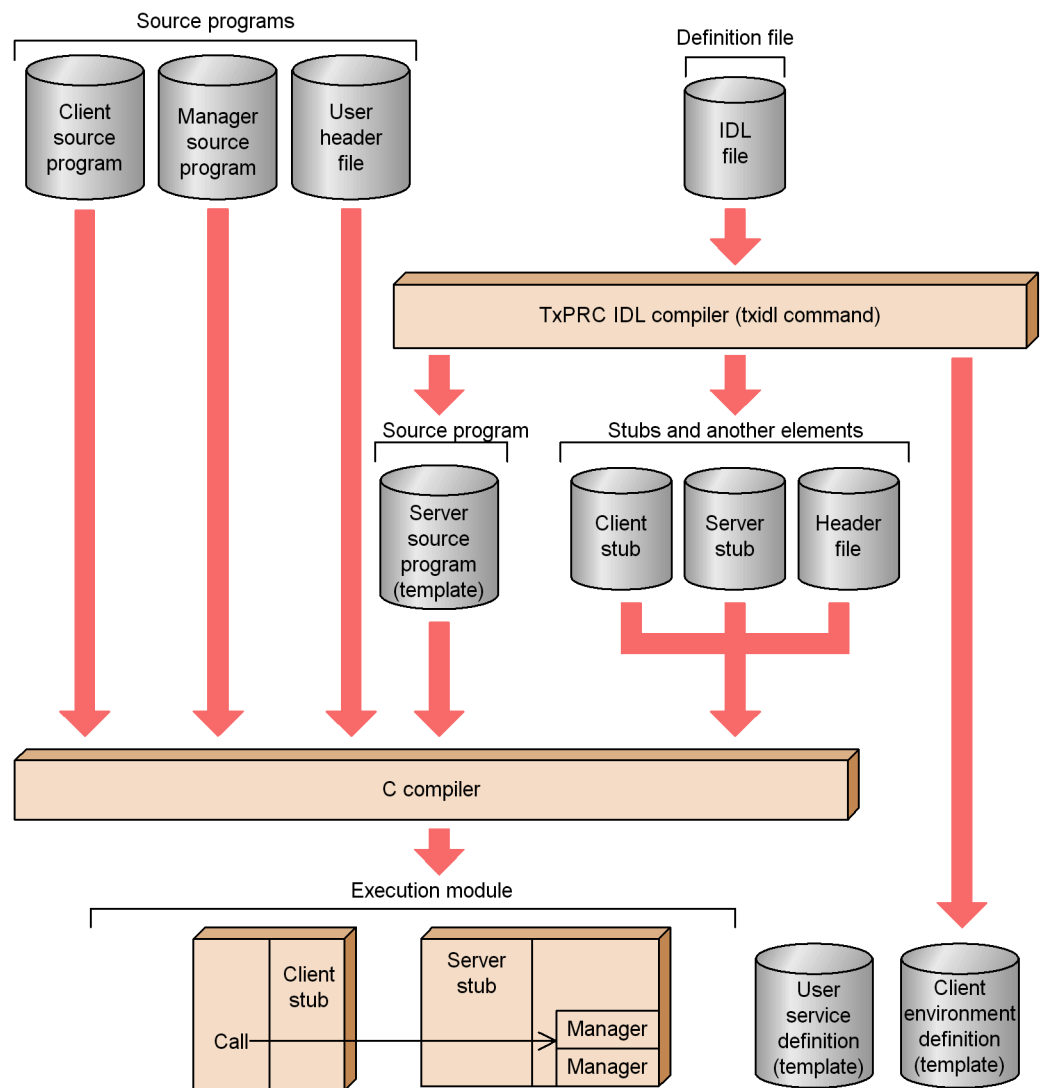 Source programs
Definition file
Client
source
program
Manager
source
program
User
header
file
IDL
file
TxPRC IDL compiler (txidl command)
Source program
Stubs and another elements
Server
source
program
(template)
Client
stub
Server
stub
Header
file
C compiler
Execution module
Client
stub
Call
Server
stub
Manager
Manager
User
service
definition
(template)
Client
environment
definition
(template)